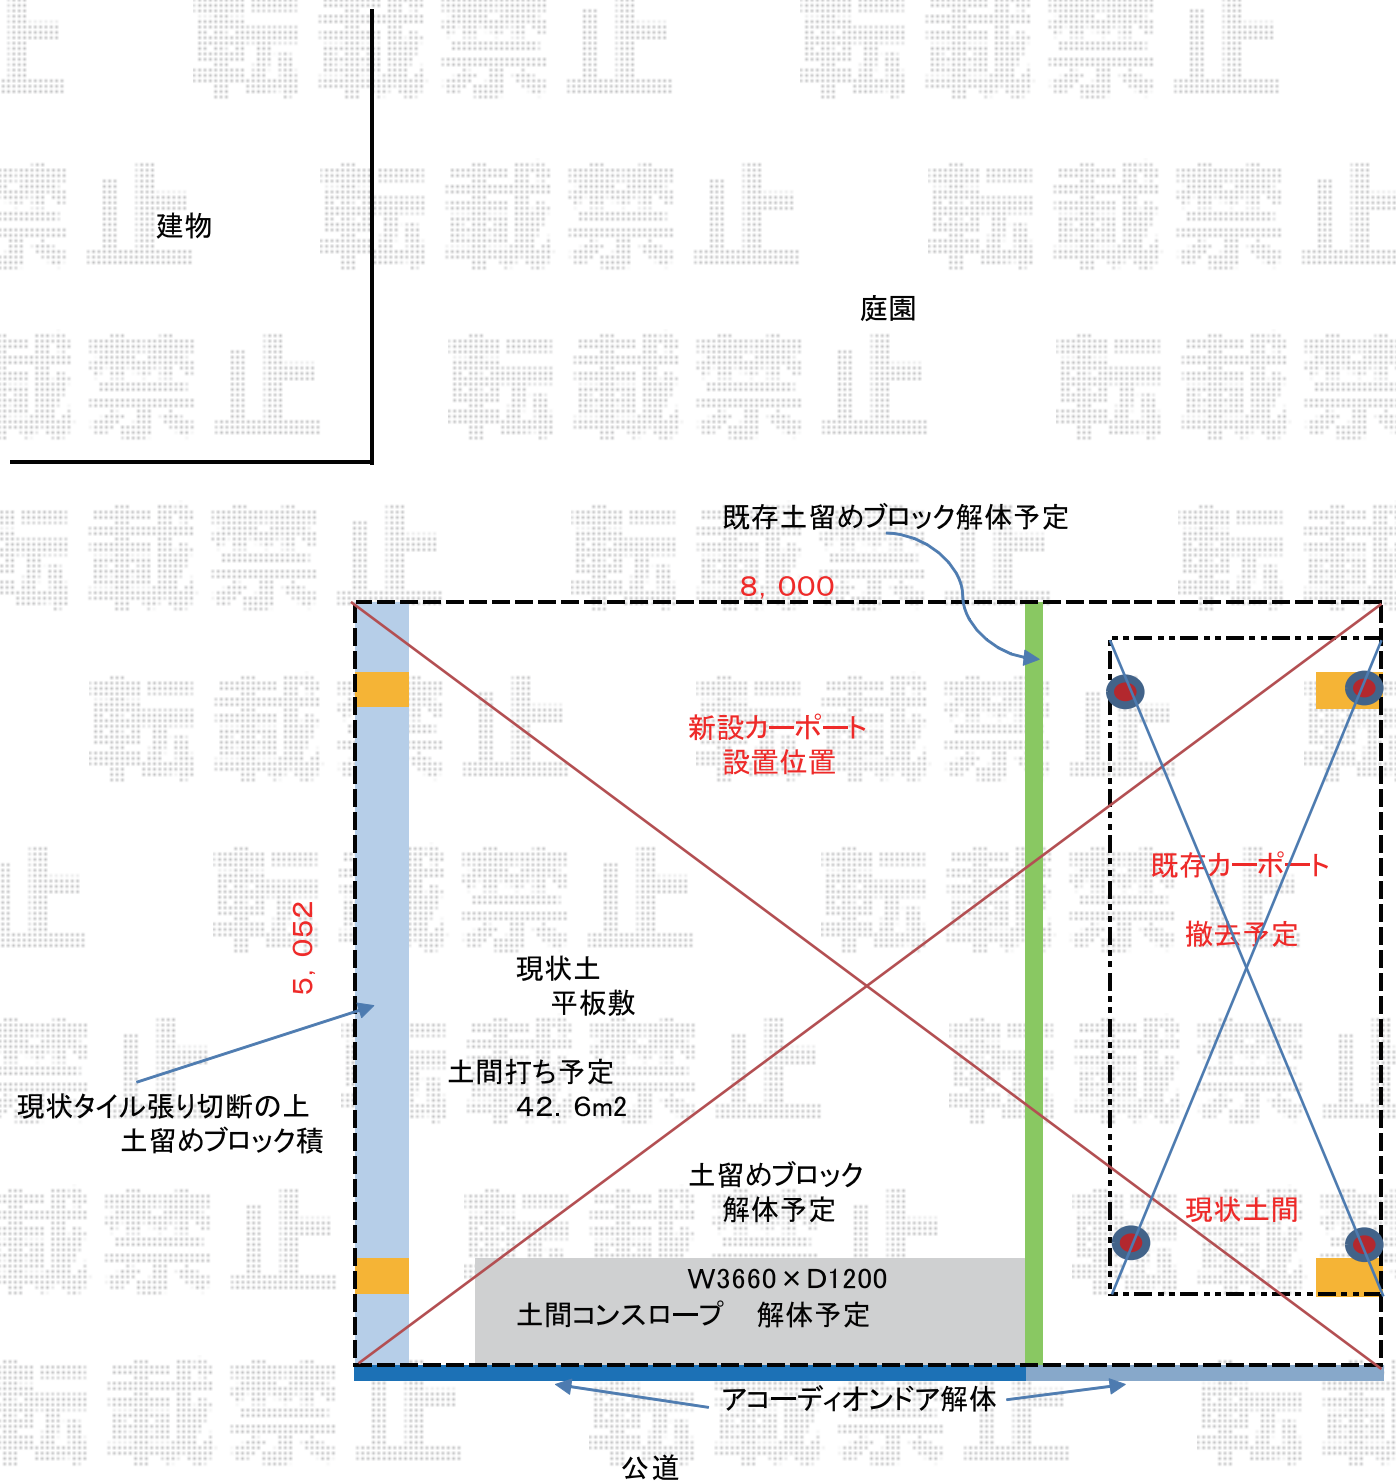 転載禁止
建物
庭園
既存土留めブロック解体予定
8，000
新設カーポート
設置位置
既存カーポート
撤去予定
5，052
現状土
平板敷
土間打ち予定
42．6m2
現状タイル張り切断の上
土留めブロック積
土留めブロック
解体予定
現状土間
W3660×D1200
土間コンスロープ　解体予定
アコーディオンドア解体
公道